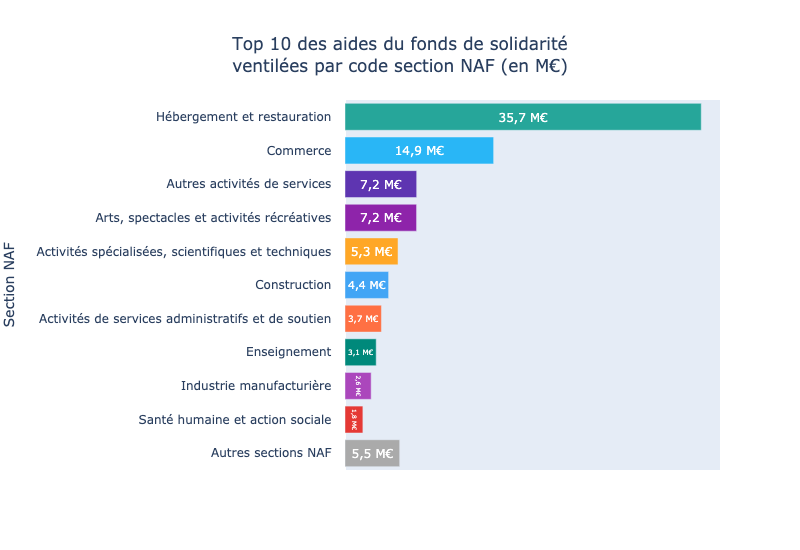 Top 10 des aides du fonds de solidarité
ventilées par code section NAF (en M€)
Section NAF
Hébergement et restauration 35,7 M€
Commerce 14,9 M€
Autres activités de services 7,2 M€
Arts, spectacles et activités récréatives 7,2 M€
Activités spécialisées, scientifiques et techniques 5,3 M€
Construction 4,4 M€
Activités de services administratifs et de soutien 3,7 M€
Enseignement 3,1 M€
Industrie manufacturière 2,6 M€
Santé humaine et action sociale 1,8 M€
Autres sections NAF 5,5 M€